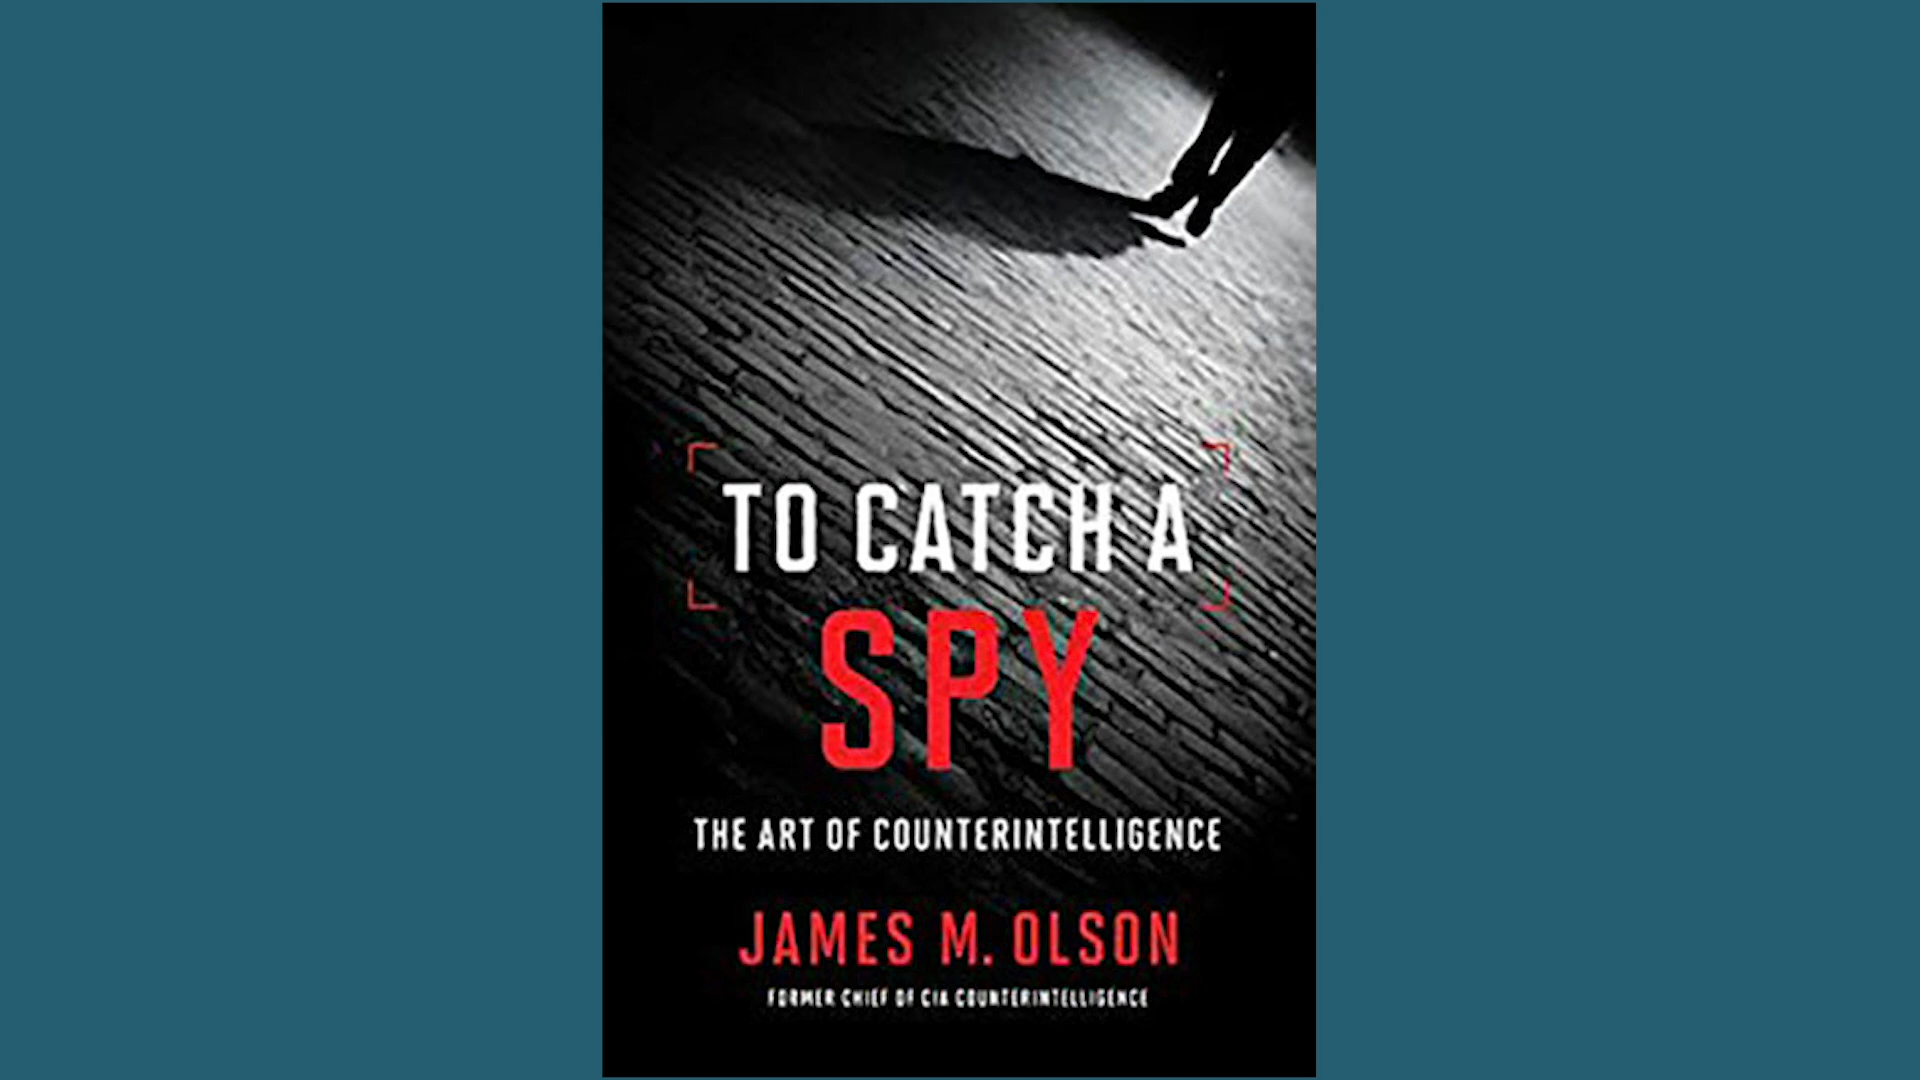 TO CATCH A
SPY
THE ART OF COUNTERINTELLIGENCE
JAMES M. OLSON
FORMER CHIEF OF CIA COUNTERINTELLIGENCE